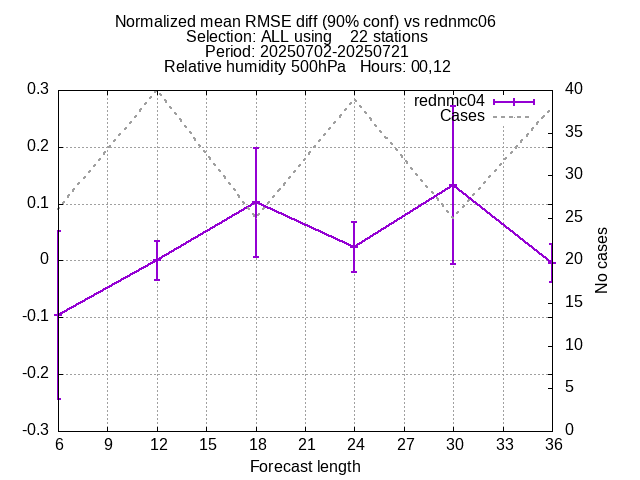 Normalized mean RMSE diff (90% conf) vs rednmc06
Selection: ALL using    22 stations
Period: 20250702-20250721
Relative humidity 500hPa   Hours: 00,12
rednmc04
Cases
0.3
0.2
0.1
0
-0.1
-0.2
-0.3
40
35
30
25
20
15
10
5
0
No cases
6 9 12 15 18 21 24 27 30 33 36
Forecast length